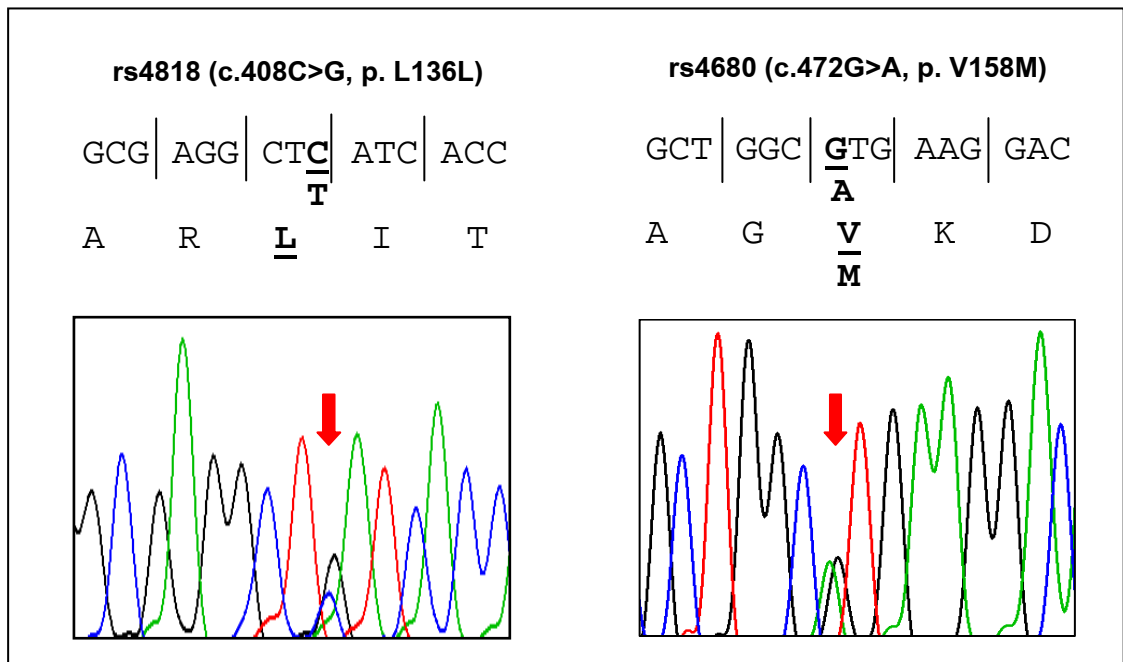 rs4818 (c.408C>G, p. L136L)
GCG | AGG | CTC | ATC | ACC
T
A R L I T
rs4680 (c.472G>A, p. V158M)
GCT | GGC | GTG | AAG | GAC
A
A G V K D
M